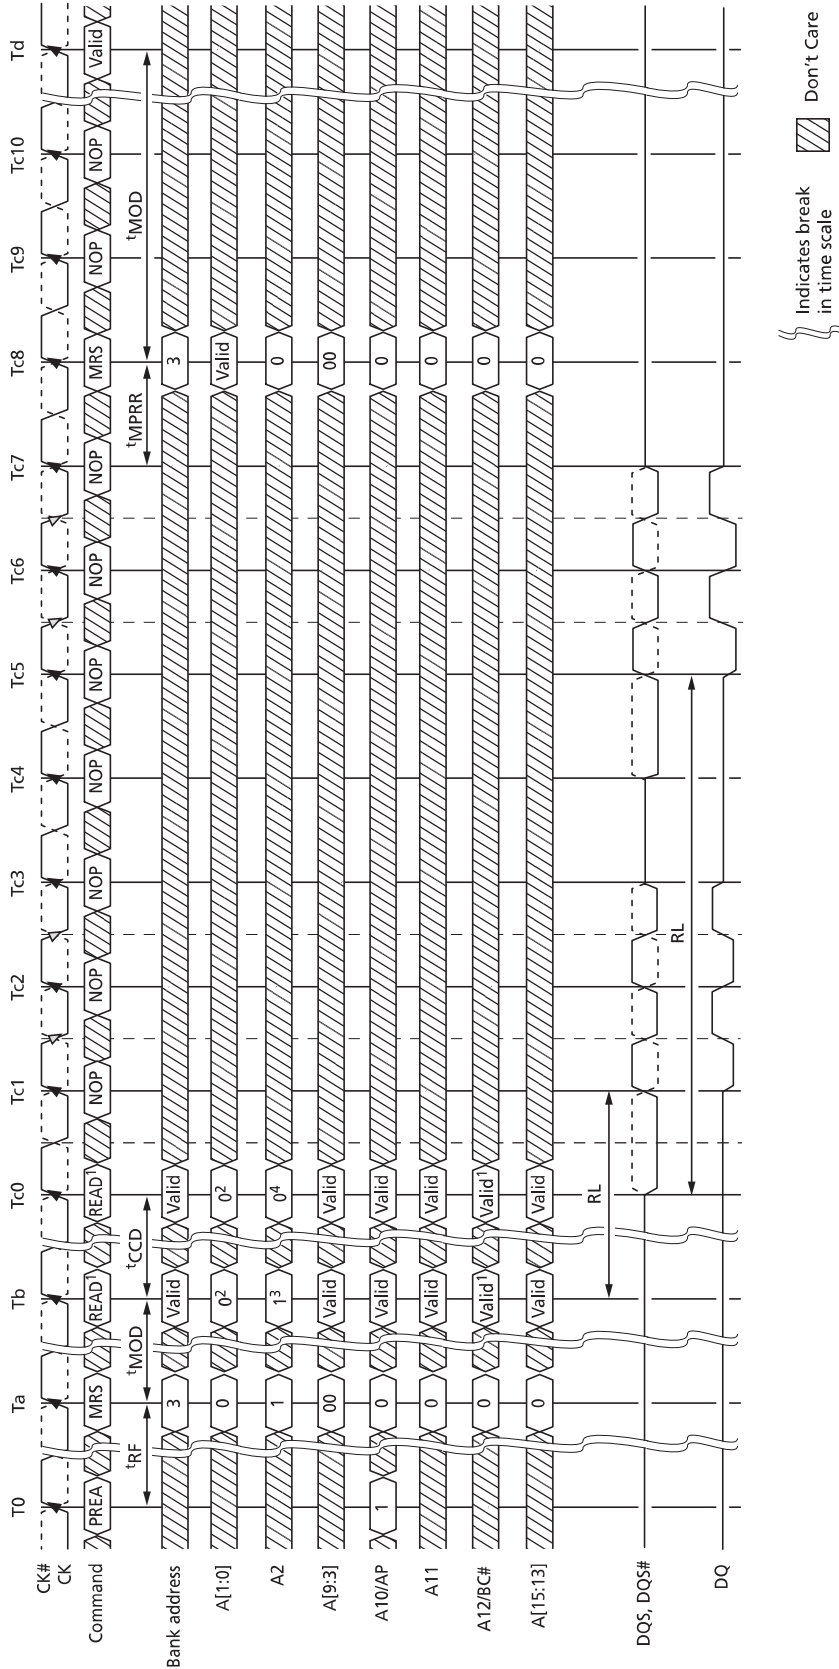 T0 Ta Tb Tc0 Tc1 Tc2 Tc3 Tc4 Tc5 Tc6 Tc7 Tc8 Tc9 Tc10 Td
CK#
CK
Command PREA MRS READ1 READ1 NOP NOP NOP NOP NOP NOP NOP MRS NOP NOP Valid
tRF tMOD tCCD tMPRR tMOD
Bank address 3 Valid Valid 3
A[1:0] 0 0² 0² Valid
A2 1 1³ 0⁴ 0
A[9:3] 00 Valid Valid 00
A10/AP 1 0 Valid Valid 0
A11 0 Valid Valid 0
A12/BC# 0 Valid1 Valid1 0
A[15:13] 0 Valid Valid 0
RL
DQS, DQS#
RL
DQ
Indicates break
in time scale
Don't Care